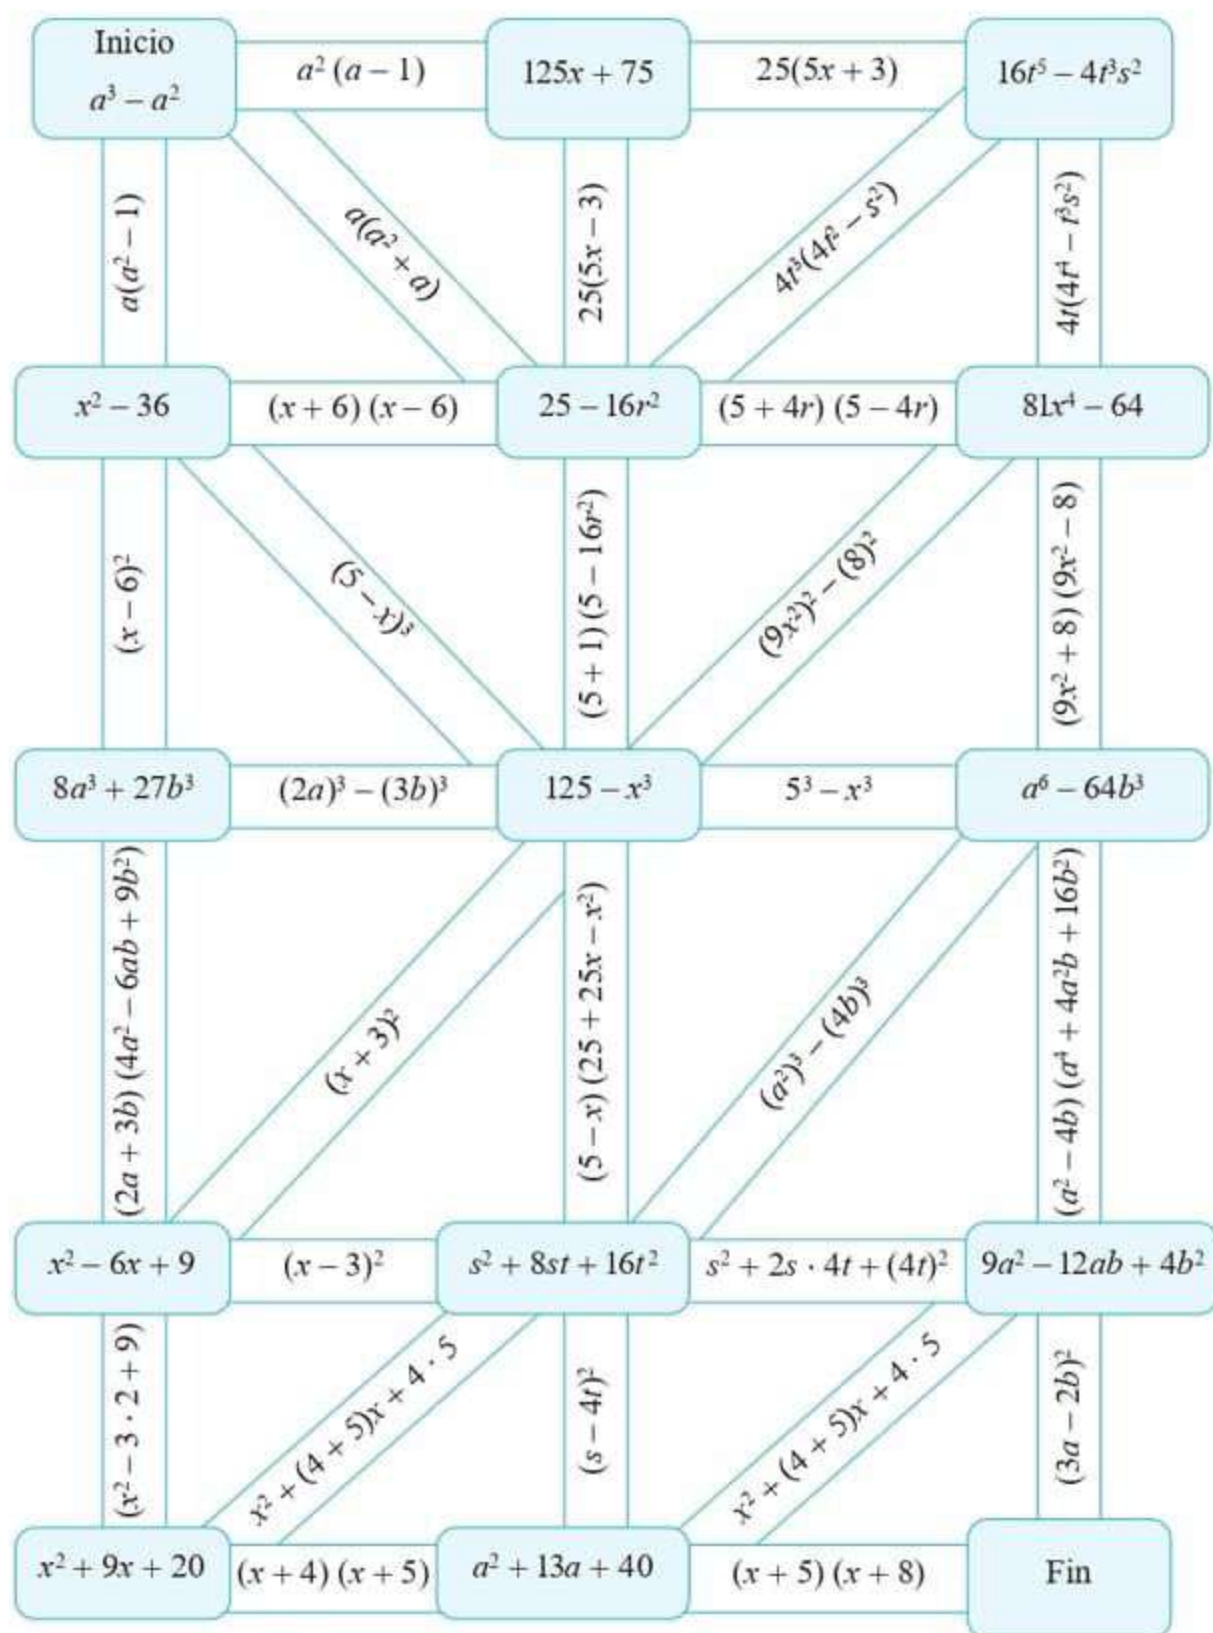 Inicio
a³ – a²
a² (a – 1)
125x + 75
25(5x + 3)
16t⁵ – 4t³s²
a(a² – 1)
a(a² + a)
25(5x – 3)
4t³(4t² – s²)
4t(4t⁴ – t³s²)
x² – 36
(x + 6) (x – 6)
25 – 16r²
(5 + 4r) (5 – 4r)
81x⁴ – 64
(x – 6)²
(5 – x)³
(5 + 1) (5 – 16r²)
(9x²)² – (8)²
(9x² + 8) (9x² – 8)
8a³ + 27b³
(2a)³ – (3b)³
125 – x³
5³ – x³
a⁶ – 64b³
(2a + 3b) (4a² – 6ab + 9b²)
(x + 3)²
(5 – x) (25 + 25x – x²)
(a²)³ – (4b)³
(a² – 4b) (a⁴ + 4a²b + 16b²)
x² – 6x + 9
(x – 3)²
s² + 8st + 16t²
s² + 2s · 4t + (4t)²
9a² – 12ab + 4b²
(x² – 3 · 2 + 9)
x² + (4 + 5)x + 4 · 5
(s – 4t)²
x² + (4 + 5)x + 4 · 5
(3a – 2b)²
x² + 9x + 20
(x + 4) (x + 5)
a² + 13a + 40
(x + 5) (x + 8)
Fin